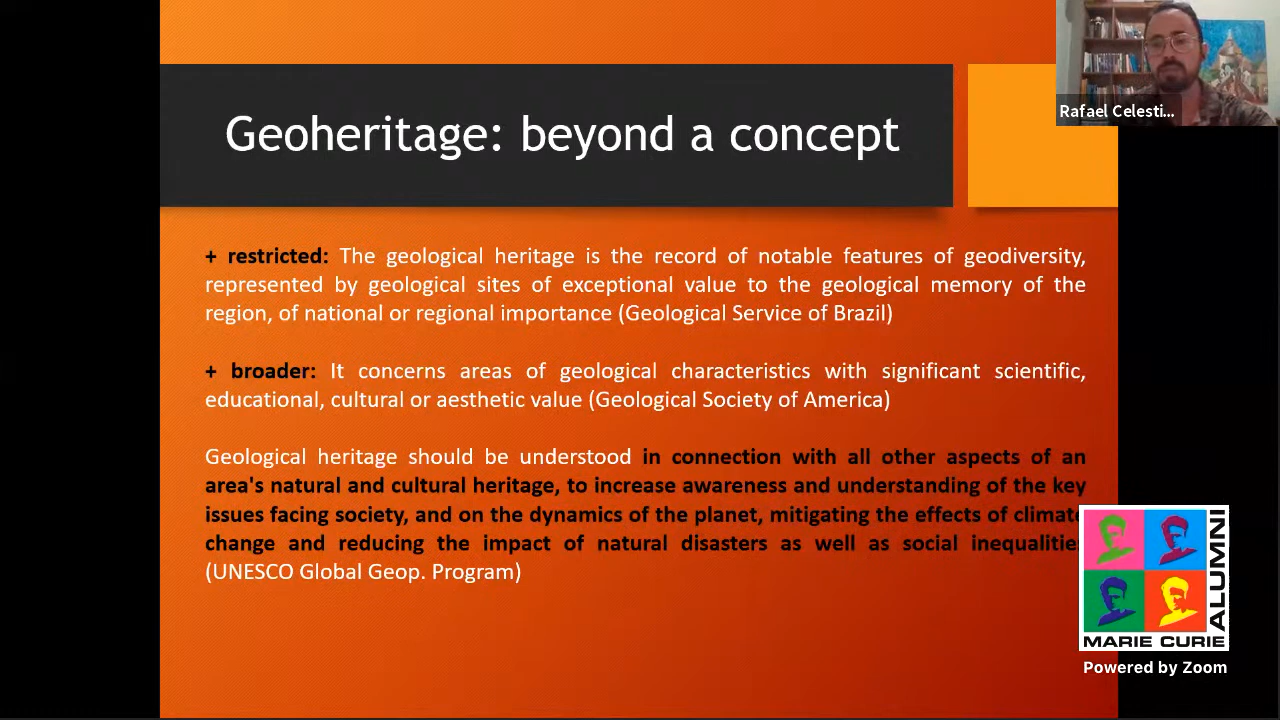 Geoheritage: beyond a concept
Rafael Celesti...
+ restricted: The geological heritage is the record of notable features of geodiversity,
represented by geological sites of exceptional value to the geological memory of the
region, of national or regional importance (Geological Service of Brazil)
+ broader: It concerns areas of geological characteristics with significant scientific,
educational, cultural or aesthetic value (Geological Society of America)
Geological heritage should be understood in connection with all other aspects of an
area's natural and cultural heritage, to increase awareness and understanding of the key
issues facing society, and on the dynamics of the planet, mitigating the effects of climate
change and reducing the impact of natural disasters as well as social inequalities
(UNESCO Global Geop. Program)
ALUMNI
MARIE CURIE
Powered by Zoom